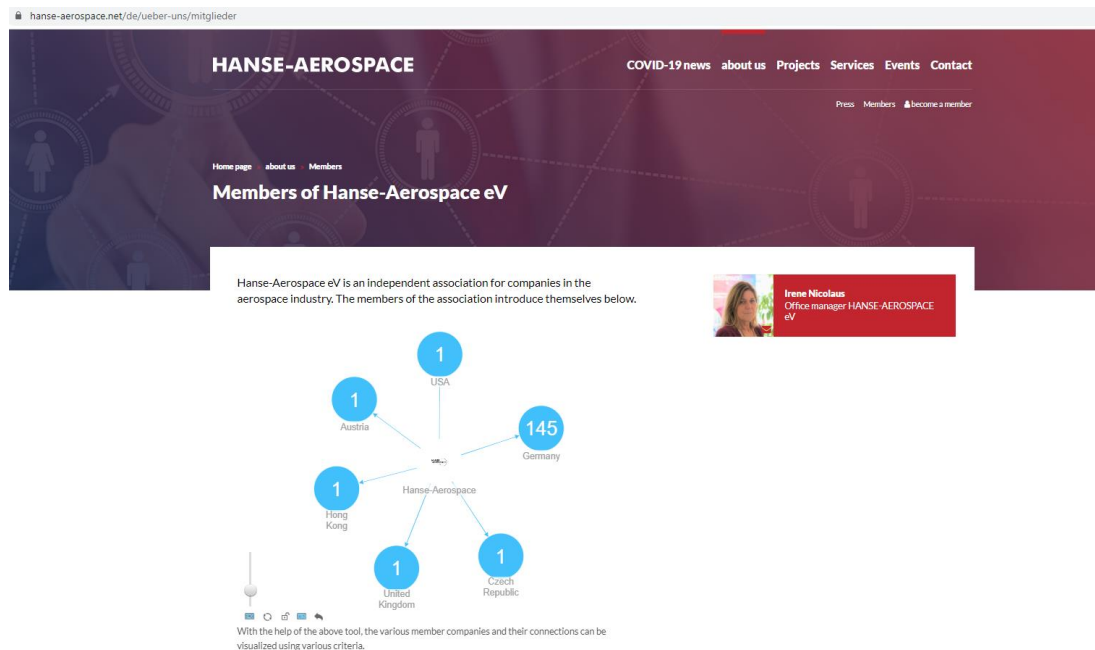 hanse-aerospace.net/de/ueber-uns/mitglieder
HANSE-AEROSPACE
COVID-19 news about us Projects Services Events Contact
Press Members become a member
Home page about us Members
Members of Hanse-Aerospace eV
Hanse-Aerospace eV is an independent association for companies in the
aerospace industry. The members of the association introduce themselves below.
Irene Nicolaus
Office manager HANSE-AEROSPACE
eV
1
USA
1
Austria
145
Germany
Hanse-Aerospace
1
Hong
Kong
1
United
Kingdom
1
Czech
Republic
With the help of the above tool, the various member companies and their connections can be
visualized using various criteria.